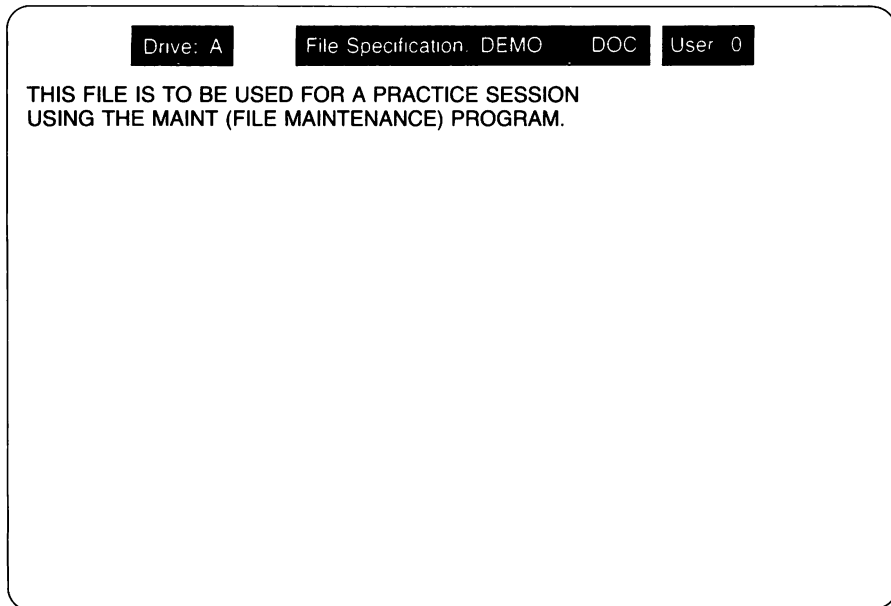 Drive: A File Specification. DEMO DOC User 0
THIS FILE IS TO BE USED FOR A PRACTICE SESSION
USING THE MAINT (FILE MAINTENANCE) PROGRAM.